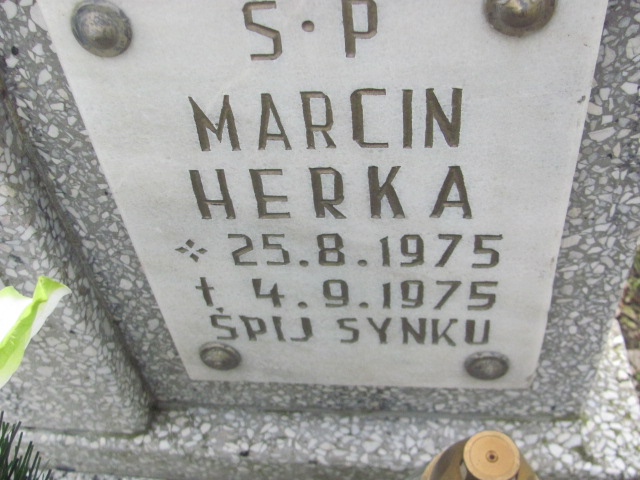 S·P
MARCIN
HERKA
* 25.8.1975
† 4.9.1975
ŚPIJ SYNKU